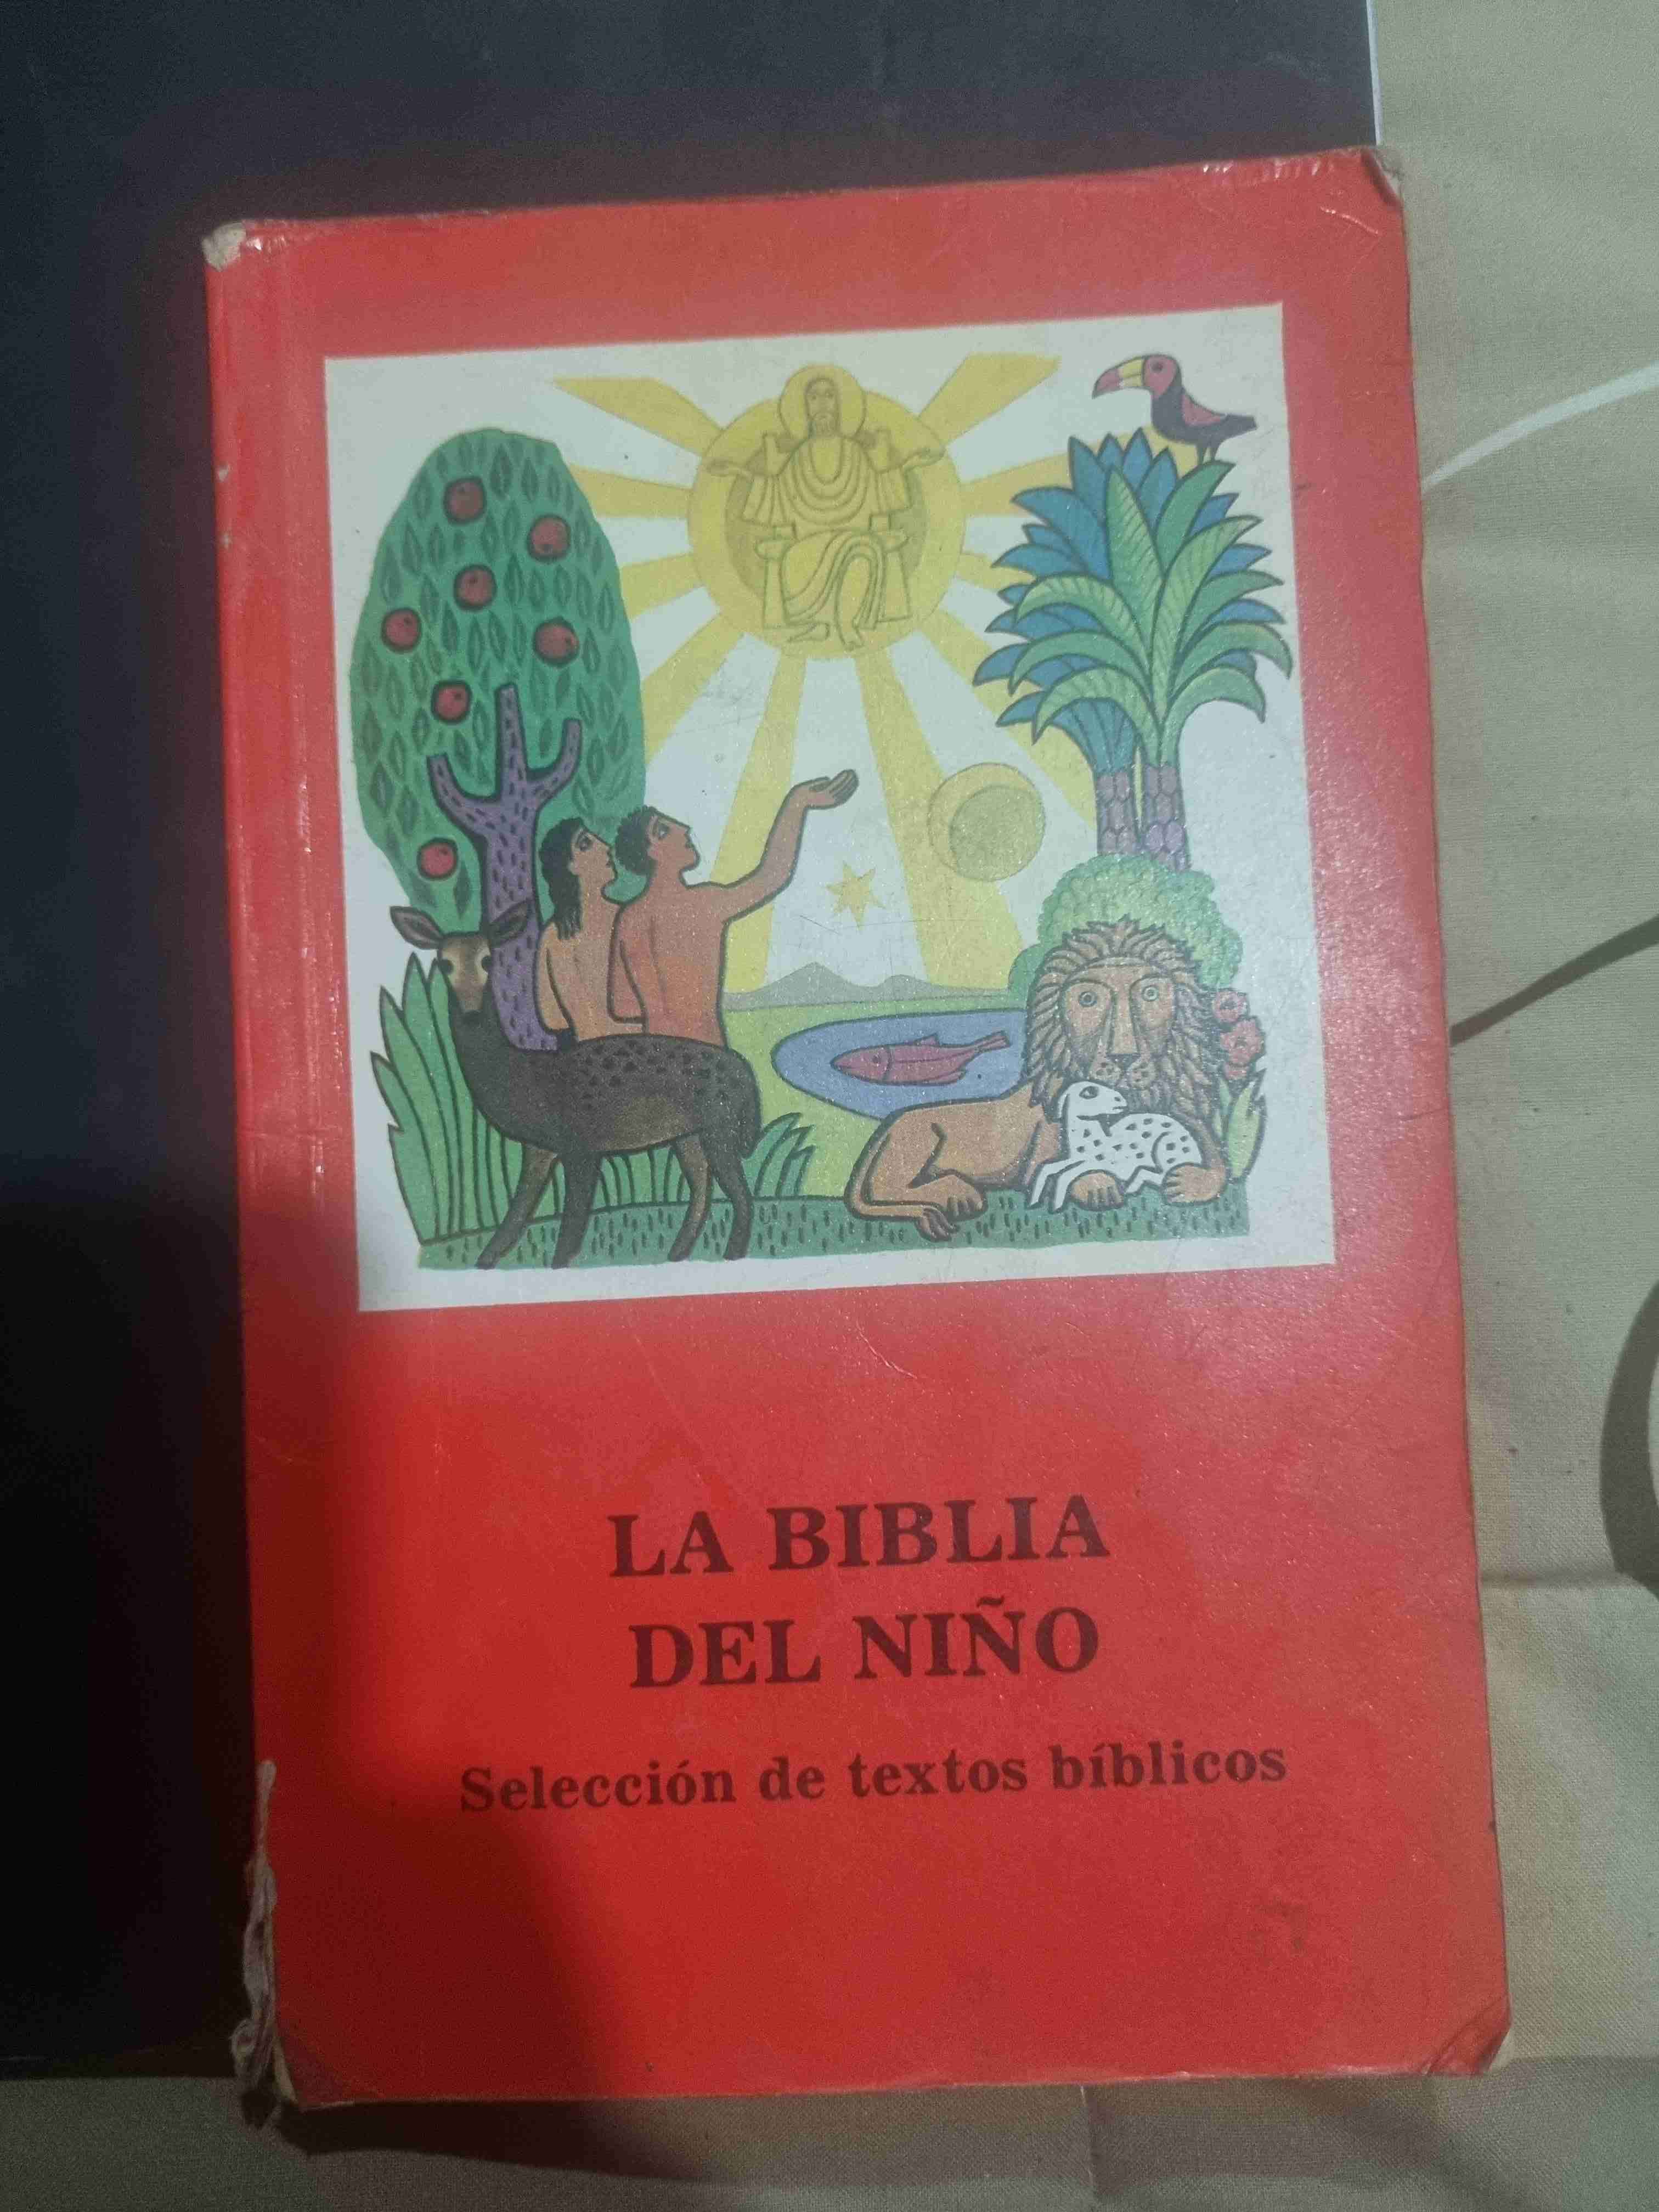 LA BIBLIA
DEL NIÑO
Selección de textos bíblicos